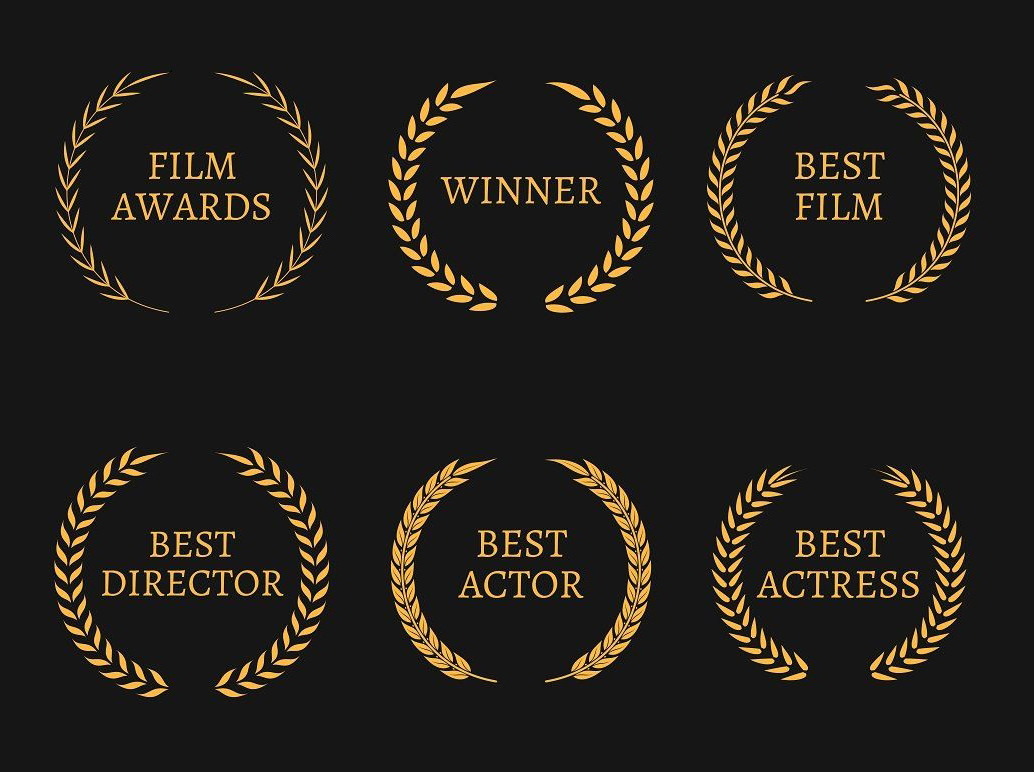 FILM
AWARDS
WINNER
BEST
FILM
BEST
DIRECTOR
BEST
ACTOR
BEST
ACTRESS